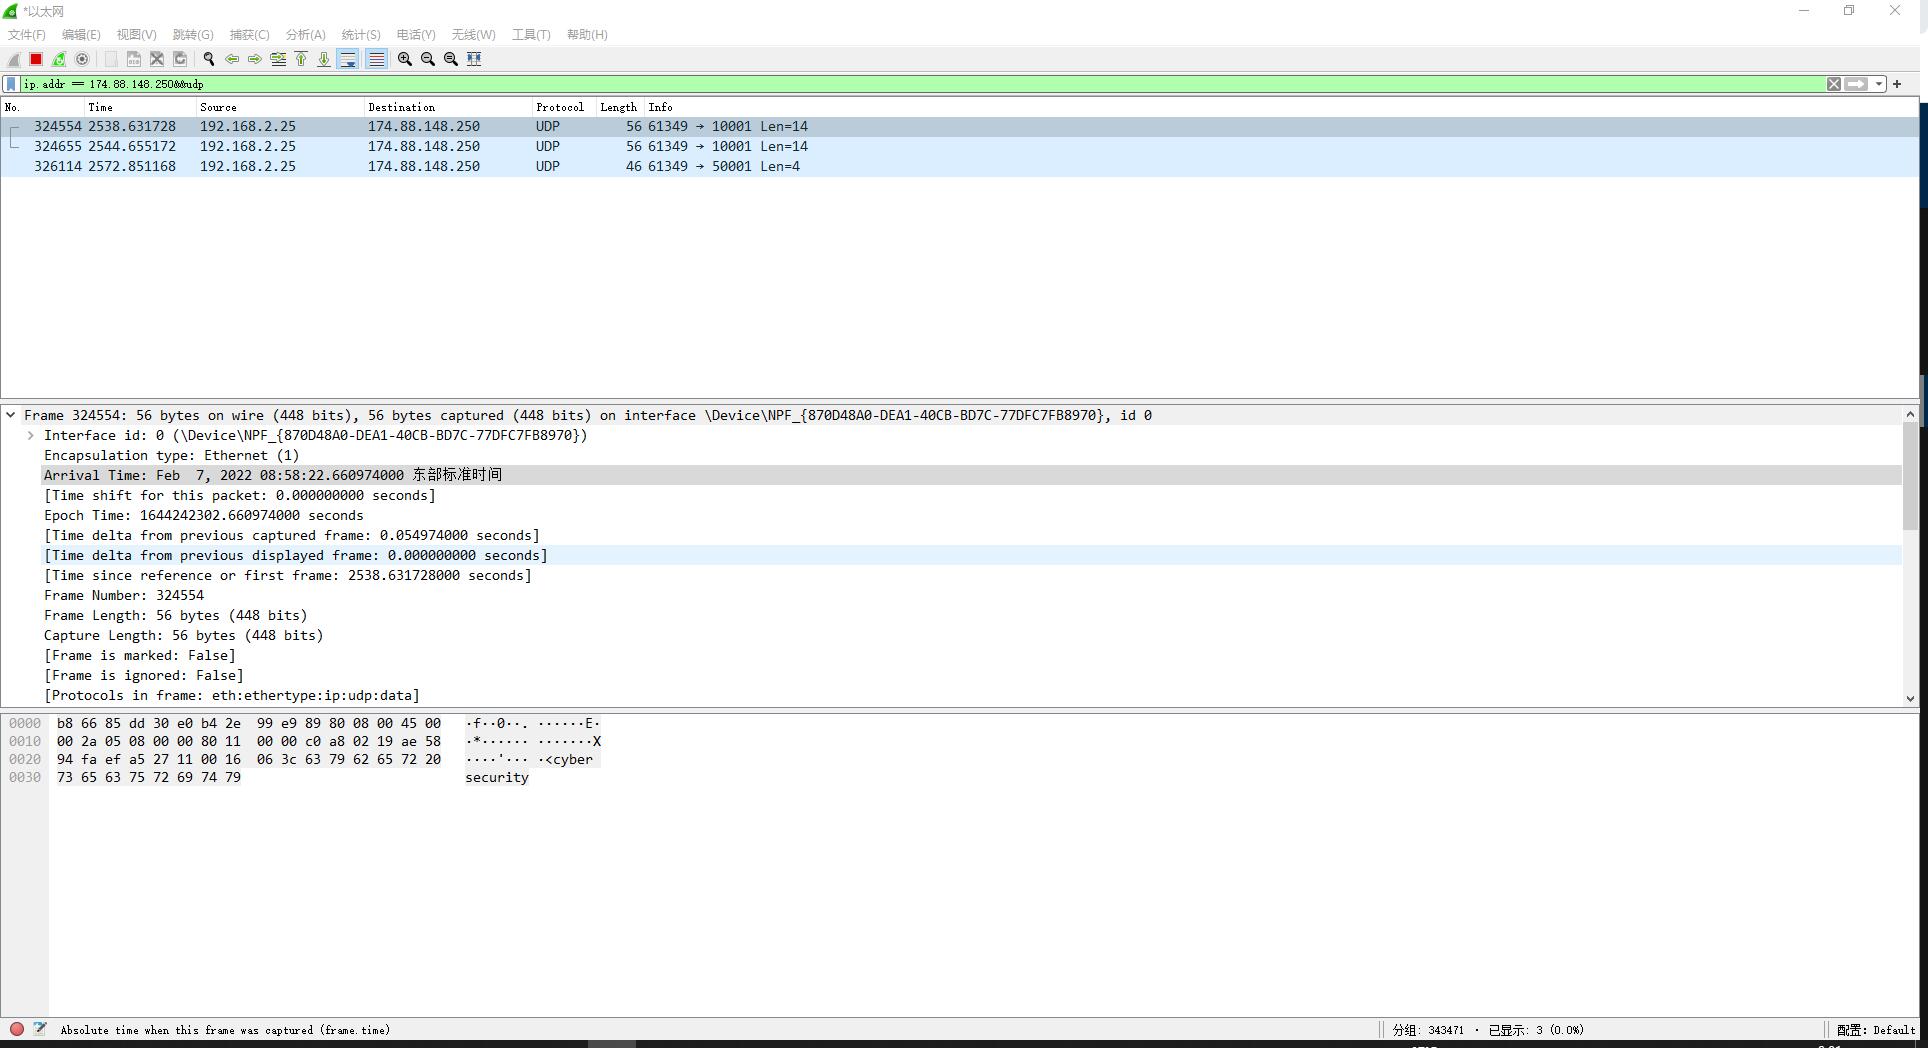 *以太网
文件(F) 编辑(E) 视图(V) 跳转(G) 捕获(C) 分析(A) 统计(S) 电话(Y) 无线(W) 工具(T) 帮助(H)
ip.addr == 174.88.148.250&&udp
No. Time Source Destination Protocol Length Info
324554 2538.631728 192.168.2.25 174.88.148.250 UDP 56 61349 → 10001 Len=14
324655 2544.655172 192.168.2.25 174.88.148.250 UDP 56 61349 → 10001 Len=14
326114 2572.851168 192.168.2.25 174.88.148.250 UDP 46 61349 → 50001 Len=4
Frame 324554: 56 bytes on wire (448 bits), 56 bytes captured (448 bits) on interface \Device\NPF_{870D48A0-DEA1-40CB-BD7C-77DFC7FB8970}, id 0
Interface id: 0 (\Device\NPF_{870D48A0-DEA1-40CB-BD7C-77DFC7FB8970})
Encapsulation type: Ethernet (1)
Arrival Time: Feb  7, 2022 08:58:22.660974000 东部标准时间
[Time shift for this packet: 0.000000000 seconds]
Epoch Time: 1644242302.660974000 seconds
[Time delta from previous captured frame: 0.054974000 seconds]
[Time delta from previous displayed frame: 0.000000000 seconds]
[Time since reference or first frame: 2538.631728000 seconds]
Frame Number: 324554
Frame Length: 56 bytes (448 bits)
Capture Length: 56 bytes (448 bits)
[Frame is marked: False]
[Frame is ignored: False]
[Protocols in frame: eth:ethertype:ip:udp:data]
0000 b8 66 85 dd 30 e0 b4 2e 99 e9 89 80 08 00 45 00 ·f··0··. ······E·
0010 00 2a 05 08 00 00 80 11 00 00 c0 a8 02 19 ae 58 ·*······ ·······X
0020 94 fa ef a5 27 11 00 16 06 3c 63 79 62 65 72 20 ····'··· ·<cyber
0030 73 65 63 75 72 69 74 79 security
Absolute time when this frame was captured (frame.time) 分组: 343471 · 已显示: 3 (0.0%) 配置: Default